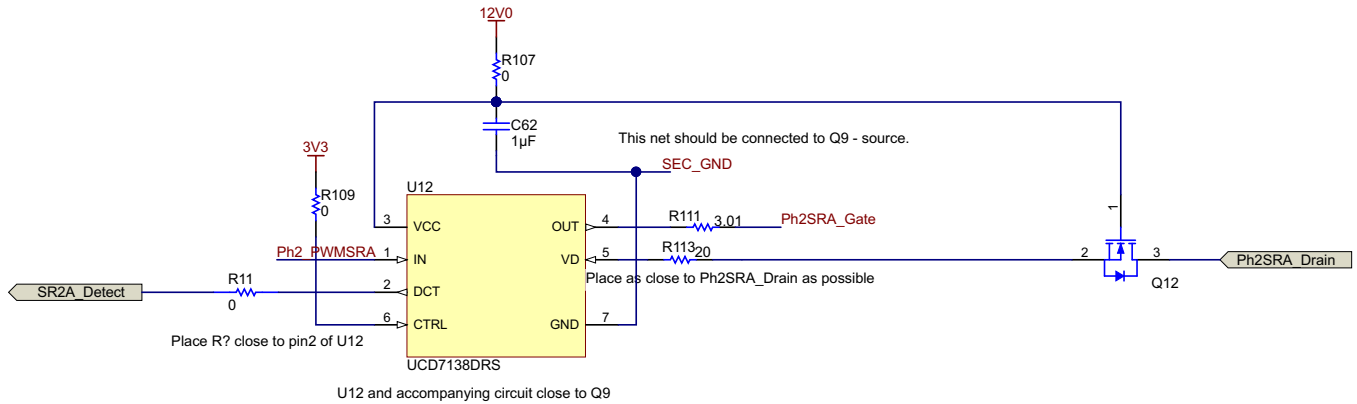 12V0
R107
0
C62
1µF
This net should be connected to Q9 - source.
3V3
SEC_GND
R109
0
U12
1
3 VCC OUT 4 R111 3.01 Ph2SRA_Gate
Ph2_PWMSRA 1 IN VD 5 R113 20 2 3 Ph2SRA_Drain
Place as close to Ph2SRA_Drain as possible
Q12
SR2A_Detect R11 0 2 DCT
6 CTRL GND 7
Place R? close to pin2 of U12
UCD7138DRS
U12 and accompanying circuit close to Q9